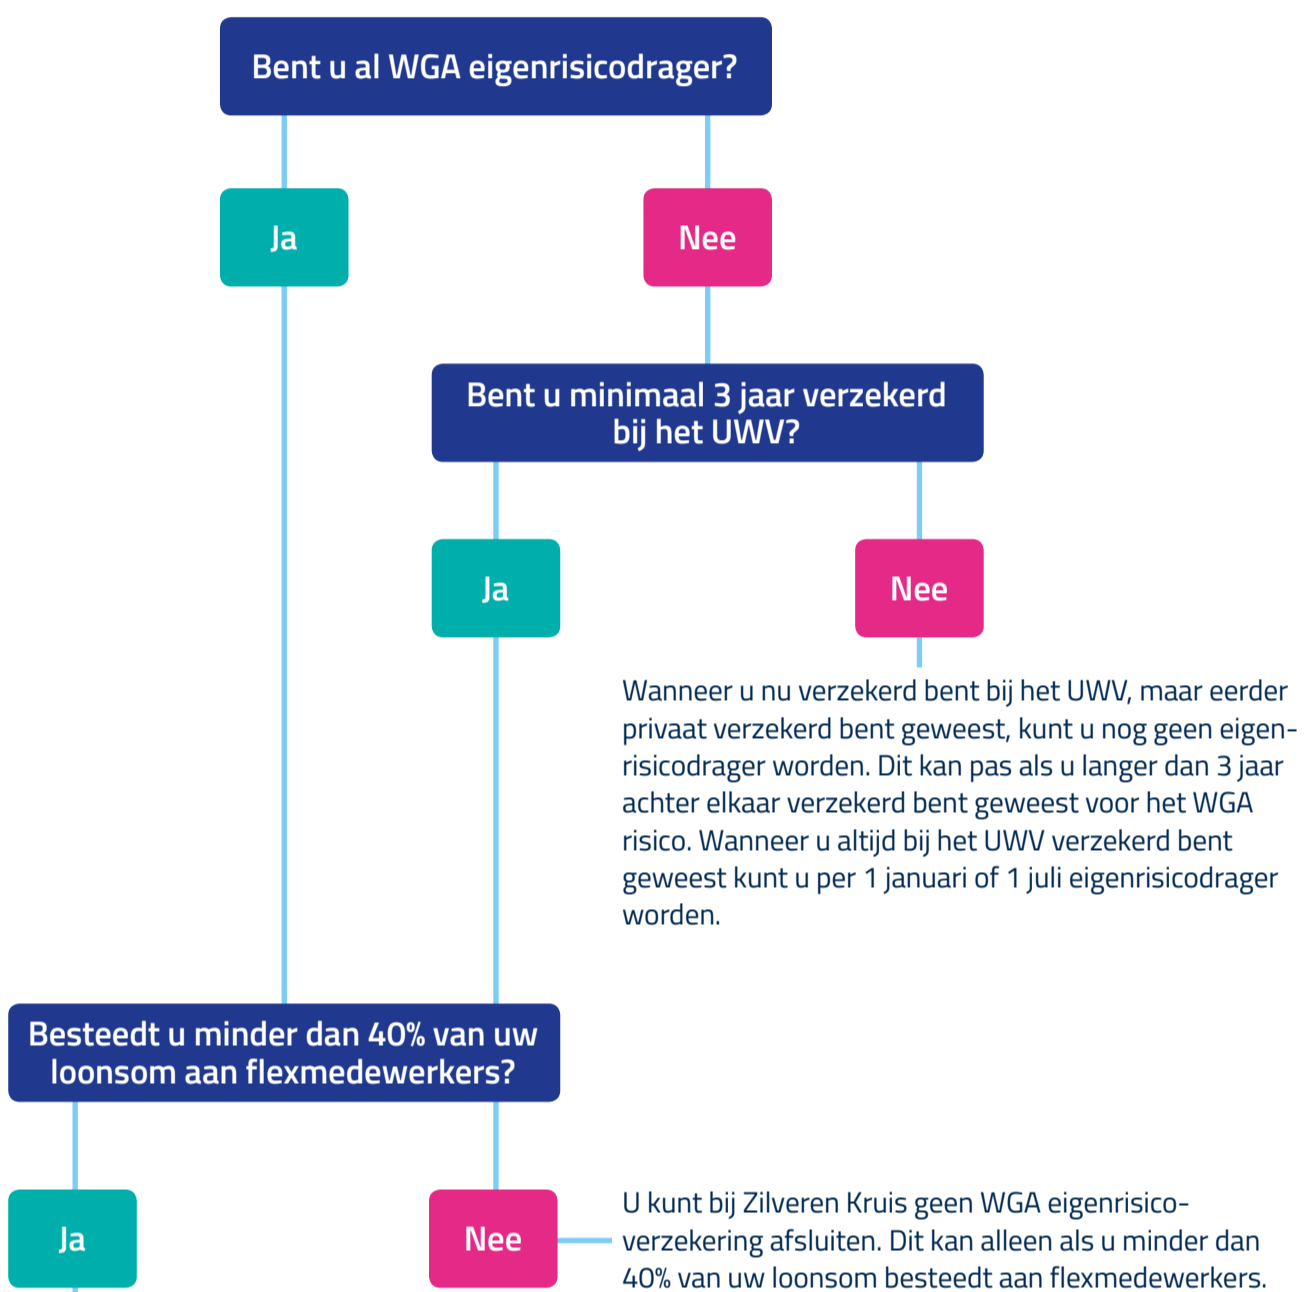 Bent u al WGA eigenrisicodrager?
Ja
Nee
Bent u minimaal 3 jaar verzekerd
bij het UWV?
Ja
Nee
Wanneer u nu verzekerd bent bij het UWV, maar eerder
privaat verzekerd bent geweest, kunt u nog geen eigen-
risicodrager worden. Dit kan pas als u langer dan 3 jaar
achter elkaar verzekerd bent geweest voor het WGA
risico. Wanneer u altijd bij het UWV verzekerd bent
geweest kunt u per 1 januari of 1 juli eigenrisicodrager
worden.
Besteedt u minder dan 40% van uw
loonsom aan flexmedewerkers?
Ja
Nee
U kunt bij Zilveren Kruis geen WGA eigenrisico-
verzekering afsluiten. Dit kan alleen als u minder dan
40% van uw loonsom besteedt aan flexmedewerkers.